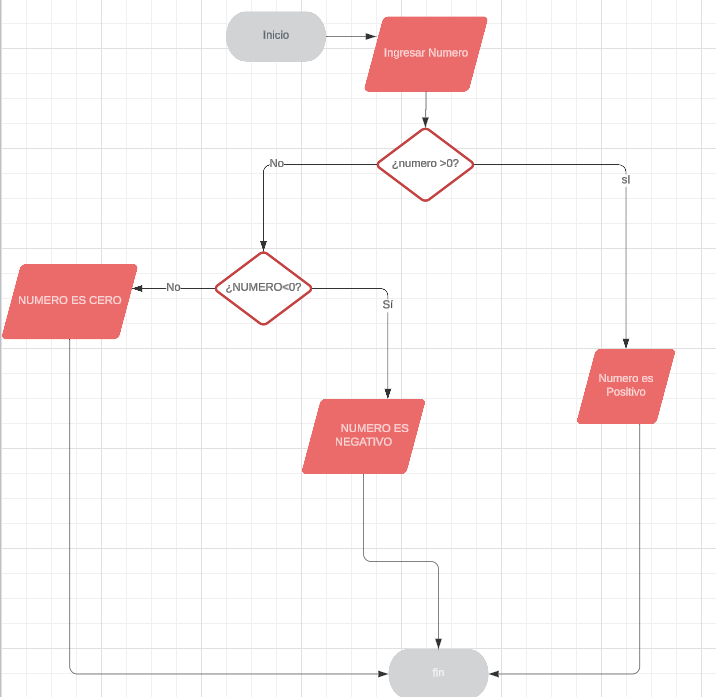 Inicio
Ingresar Numero
¿numero >0?
No
sI
¿NUMERO<0?
No
NUMERO ES CERO
Sí
Numero es
Positivo
NUMERO ES
NEGATIVO
fin